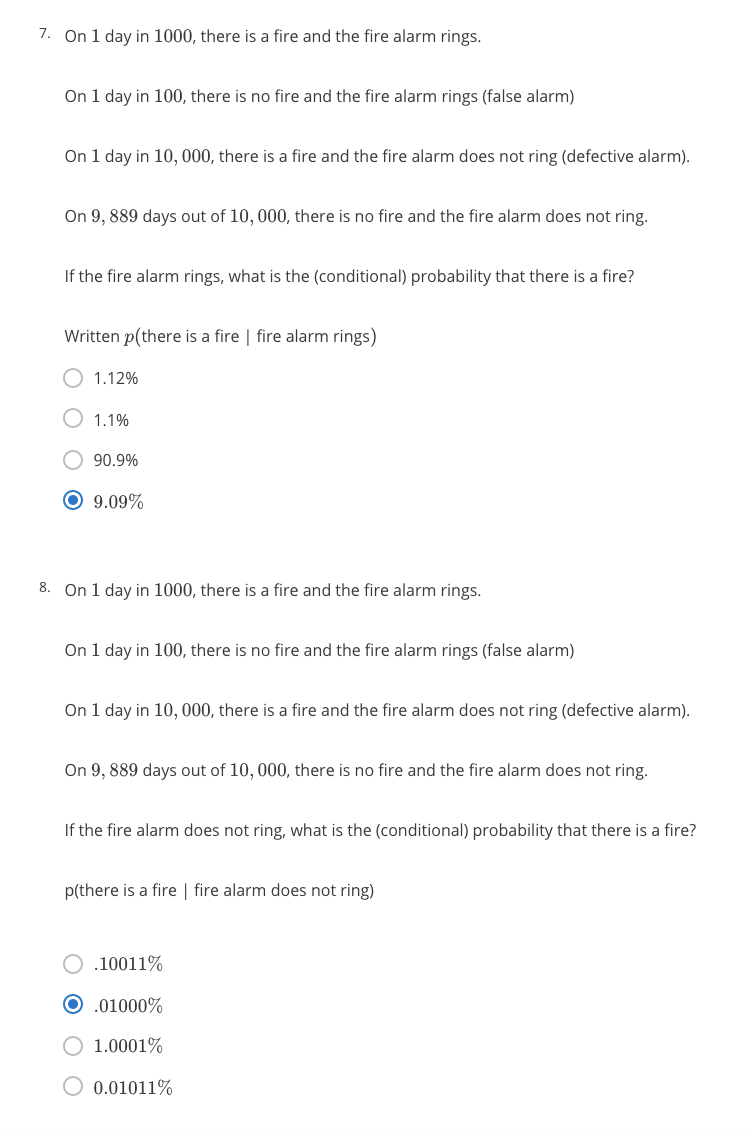 7. On 1 day in 1000, there is a fire and the fire alarm rings.
On 1 day in 100, there is no fire and the fire alarm rings (false alarm)
On 1 day in 10, 000, there is a fire and the fire alarm does not ring (defective alarm).
On 9, 889 days out of 10, 000, there is no fire and the fire alarm does not ring.
If the fire alarm rings, what is the (conditional) probability that there is a fire?
Written p(there is a fire | fire alarm rings)
1.12%
1.1%
90.9%
9.09%
8. On 1 day in 1000, there is a fire and the fire alarm rings.
On 1 day in 100, there is no fire and the fire alarm rings (false alarm)
On 1 day in 10, 000, there is a fire and the fire alarm does not ring (defective alarm).
On 9, 889 days out of 10, 000, there is no fire and the fire alarm does not ring.
If the fire alarm does not ring, what is the (conditional) probability that there is a fire?
p(there is a fire | fire alarm does not ring)
.10011%
.01000%
1.0001%
0.01011%